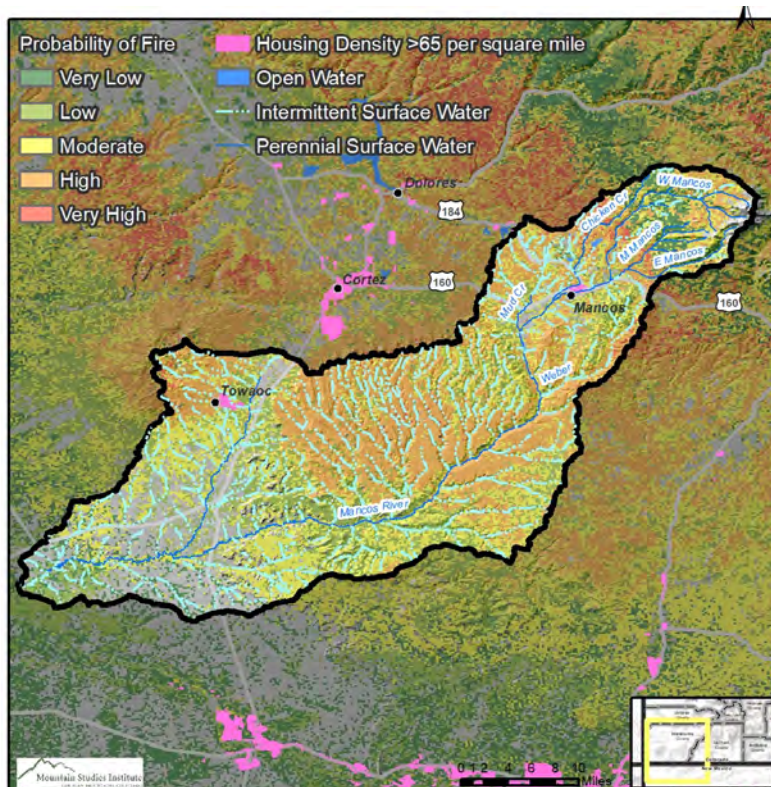 Probability of Fire
Very Low
Low
Moderate
High
Very High
Housing Density >65 per square mile
Open Water
Intermittent Surface Water
Perennial Surface Water
Dolores
184
W Mancos
Chicken Cr
M Mancos
E Mancos
Cortez
160
Mud Cr
Mancos
160
Weber
Towaoc
Mancos River
Mountain Studies Institute
0 2 4 6 8 10
Miles